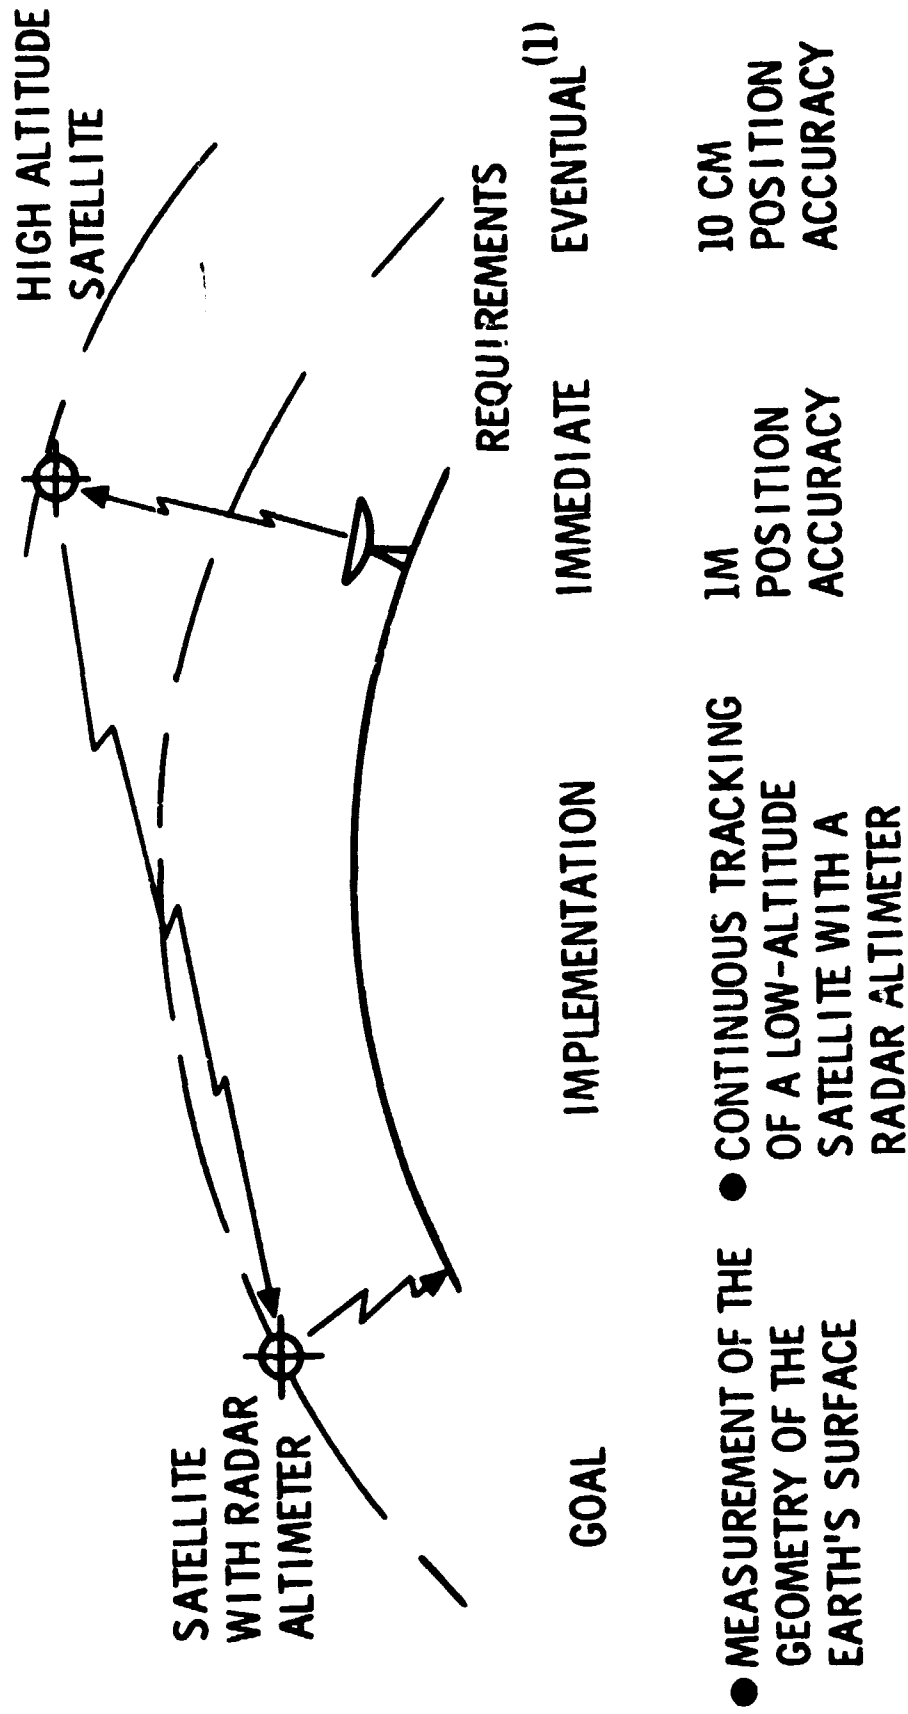 HIGH ALTITUDE
SATELLITE
SATELLITE
WITH RADAR
ALTIMETER
REQUIREMENTS
GOAL
IMPLEMENTATION
IMMEDIATE
EVENTUAL(1)
● MEASUREMENT OF THE
GEOMETRY OF THE
EARTH'S SURFACE
● CONTINUOUS TRACKING
OF A LOW-ALTITUDE
SATELLITE WITH A
RADAR ALTIMETER
1M
POSITION
ACCURACY
10 CM
POSITION
ACCURACY